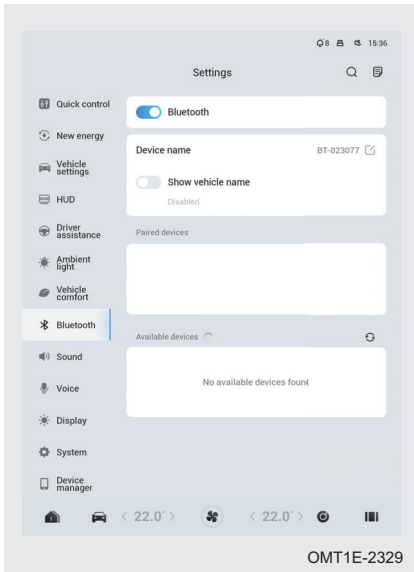 8 15:36
Settings
Quick control
Bluetooth
New energy
Device name BT-023077
Vehicle
settings
Show vehicle name
HUD
Disabled
Driver
assistance
Paired devices
Ambient
light
Vehicle
comfort
Bluetooth
Available devices
Sound
No available devices found
Voice
Display
System
Device
manager
< 22.0° > < 22.0° >
OMT1E-2329